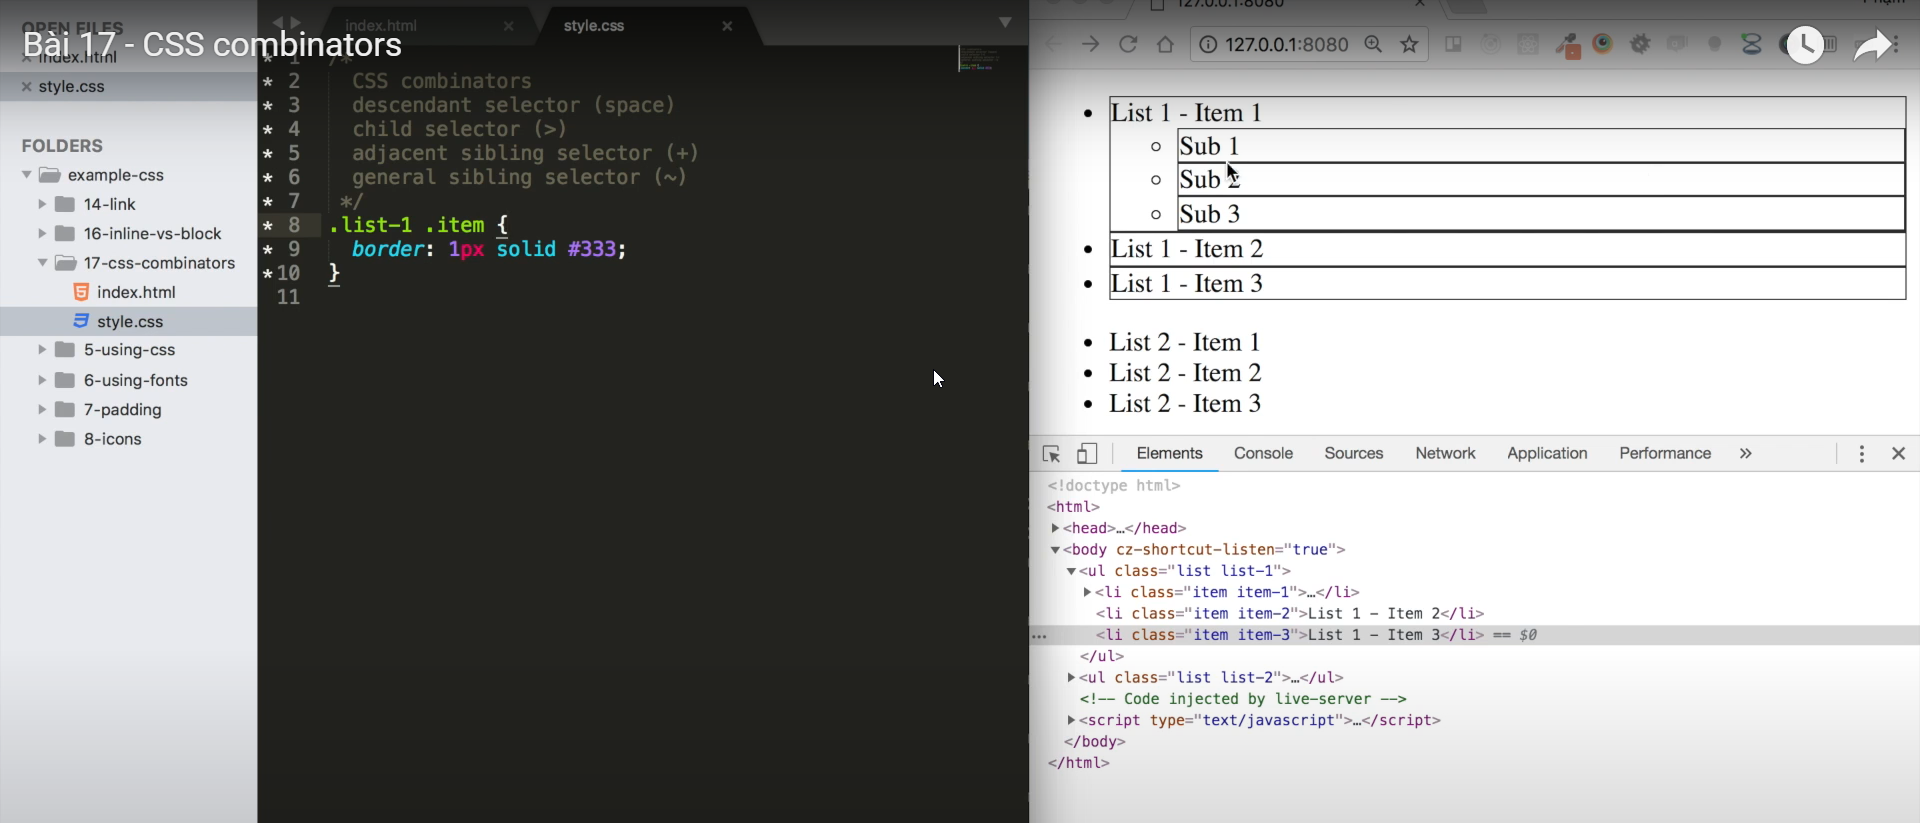 Bài 17 - CSS combinators
OPEN FILES
index.html
style.css
FOLDERS
example-css
14-link
16-inline-vs-block
17-css-combinators
index.html
style.css
5-using-css
6-using-fonts
7-padding
8-icons
index.html
style.css
* 1 /*
* 2 CSS combinators
* 3 descendant selector (space)
* 4 child selector (>)
* 5 adjacent sibling selector (+)
* 6 general sibling selector (~)
* 7 */
* 8 .list-1 .item {
* 9 border: 1px solid #333;
*10 }
11
127.0.0.1:8080
127.0.0.1:8080
List 1 - Item 1
Sub 1
Sub 2
Sub 3
List 1 - Item 2
List 1 - Item 3
List 2 - Item 1
List 2 - Item 2
List 2 - Item 3
Elements Console Sources Network Application Performance »
<!doctype html>
<html>
<head>…</head>
<body cz-shortcut-listen="true">
<ul class="list list-1">
<li class="item item-1">…</li>
<li class="item item-2">List 1 - Item 2</li>
... <li class="item item-3">List 1 - Item 3</li> == $0
</ul>
<ul class="list list-2">…</ul>
<!-- Code injected by live-server -->
<script type="text/javascript">…</script>
</body>
</html>